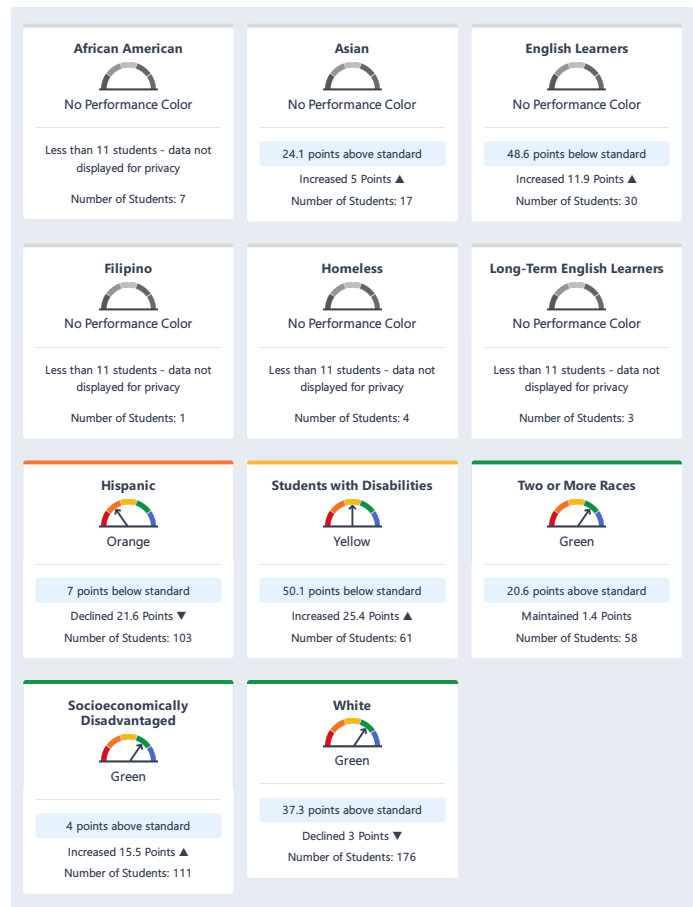 African American
No Performance Color
Less than 11 students - data not
displayed for privacy
Number of Students: 7
Asian
No Performance Color
24.1 points above standard
Increased 5 Points ▲
Number of Students: 17
English Learners
No Performance Color
48.6 points below standard
Increased 11.9 Points ▲
Number of Students: 30
Filipino
No Performance Color
Less than 11 students - data not
displayed for privacy
Number of Students: 1
Homeless
No Performance Color
Less than 11 students - data not
displayed for privacy
Number of Students: 4
Long-Term English Learners
No Performance Color
Less than 11 students - data not
displayed for privacy
Number of Students: 3
Hispanic
Orange
7 points below standard
Declined 21.6 Points ▼
Number of Students: 103
Students with Disabilities
Yellow
50.1 points below standard
Increased 25.4 Points ▲
Number of Students: 61
Two or More Races
Green
20.6 points above standard
Maintained 1.4 Points
Number of Students: 58
Socioeconomically
Disadvantaged
Green
4 points above standard
Increased 15.5 Points ▲
Number of Students: 111
White
Green
37.3 points above standard
Declined 3 Points ▼
Number of Students: 176